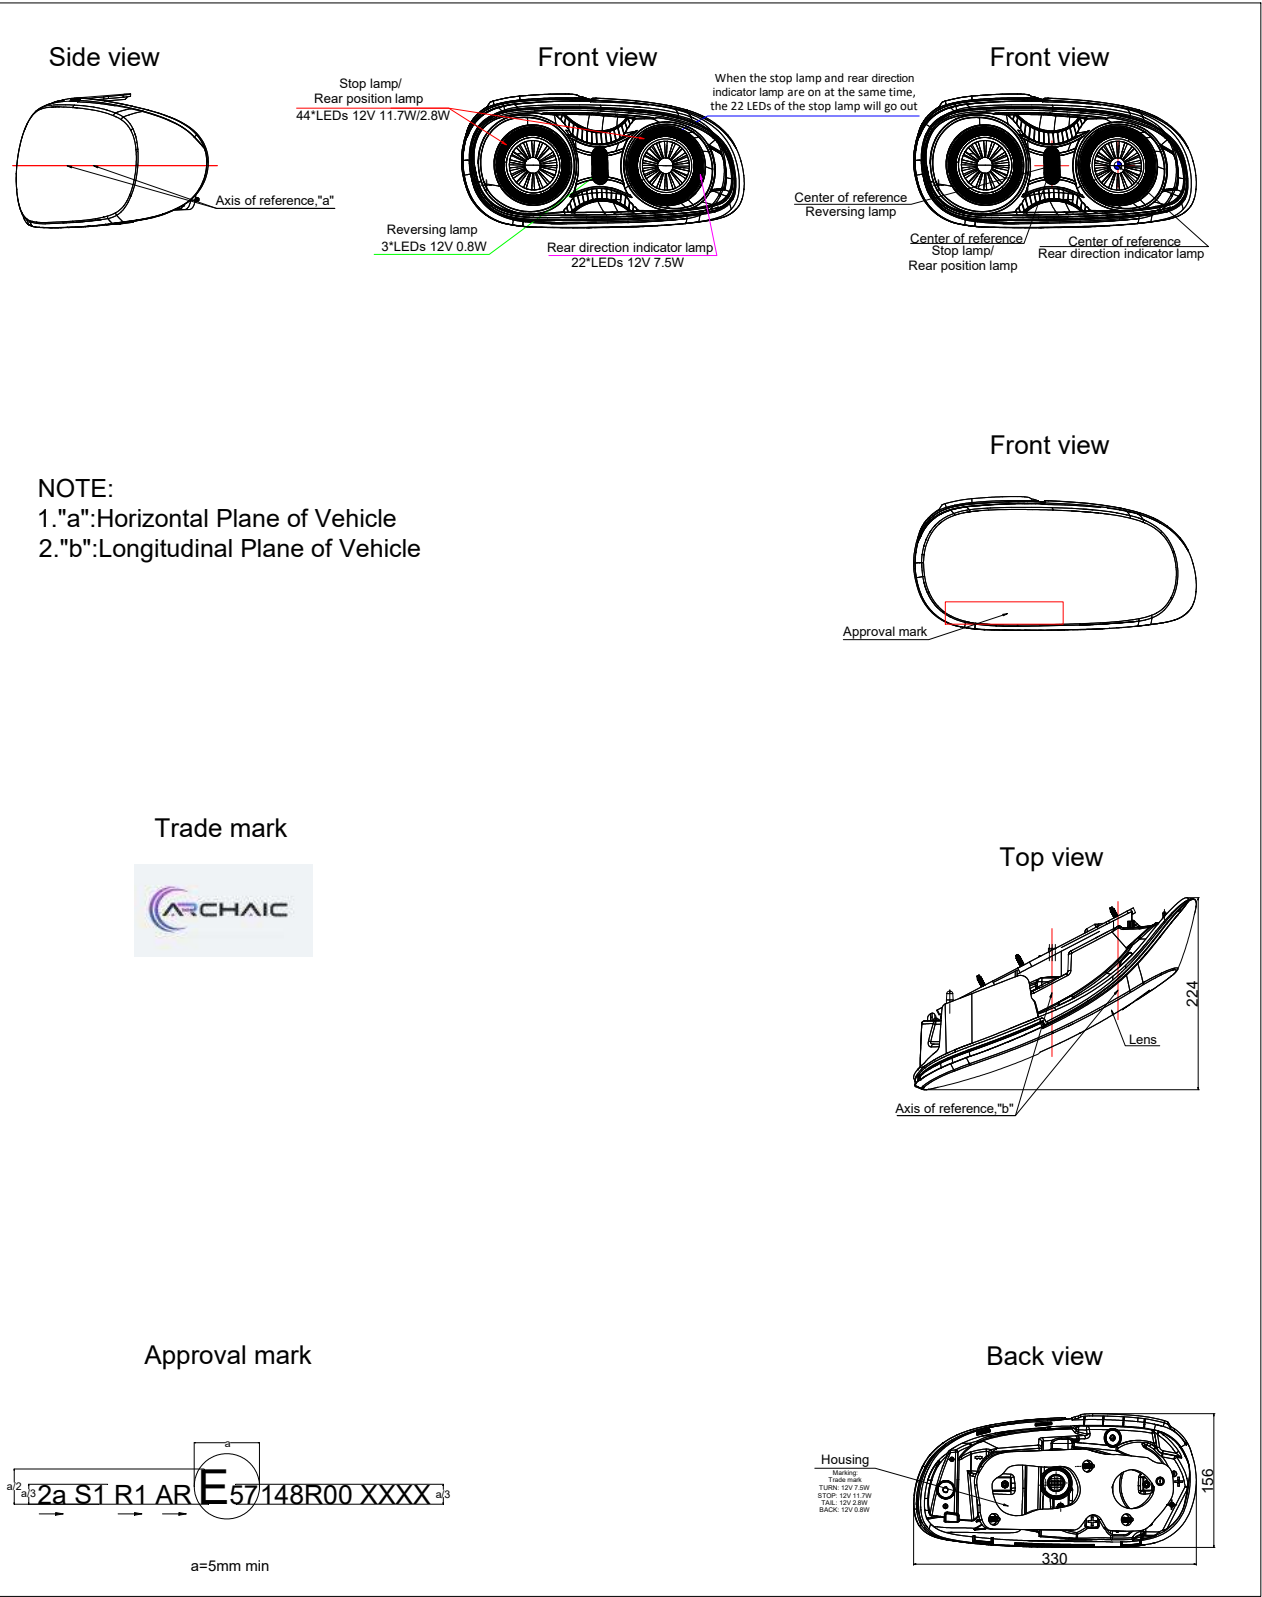 Side view
Front view
Front view
Stop lamp/
Rear position lamp
44*LEDs 12V 11.7W/2.8W
When the stop lamp and rear direction
indicator lamp are on at the same time,
the 22 LEDs of the stop lamp will go out
Axis of reference,"a"
Reversing lamp
3*LEDs 12V 0.8W
Rear direction indicator lamp
22*LEDs 12V 7.5W
Center of reference
Reversing lamp
Center of reference
Stop lamp/
Rear position lamp
Center of reference
Rear direction indicator lamp
Front view
NOTE:
1."a":Horizontal Plane of Vehicle
2."b":Longitudinal Plane of Vehicle
Approval mark
Trade mark
ARCHAIC
Top view
224
Lens
Axis of reference,"b"
Approval mark
a
a/2
a/3
2a S1 R1 AR E57 148R00 XXXX
a/3
a=5mm min
Back view
Housing
Marking:
Trade mark
TURN: 12V 7.5W
STOP: 12V 11.7W
TAIL: 12V 2.8W
BACK: 12V 0.8W
156
330